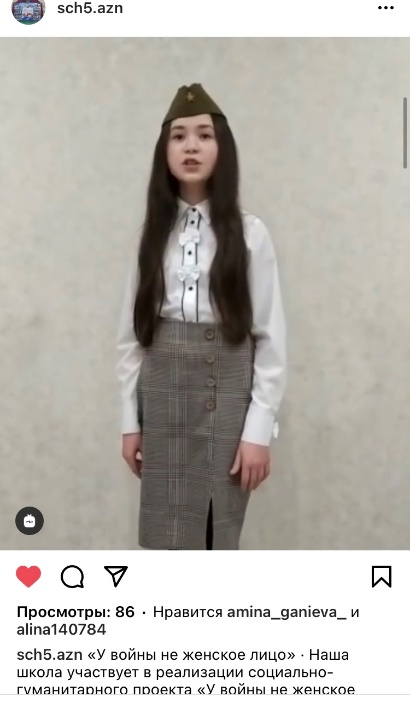 sch5.azn
Просмотры: 86 · Нравится amina_ganieva_ и
alina140784
sch5.azn «У войны не женское лицо» · Наша
школа участвует в реализации социально-
гуманитарного проекта «У войны не женское